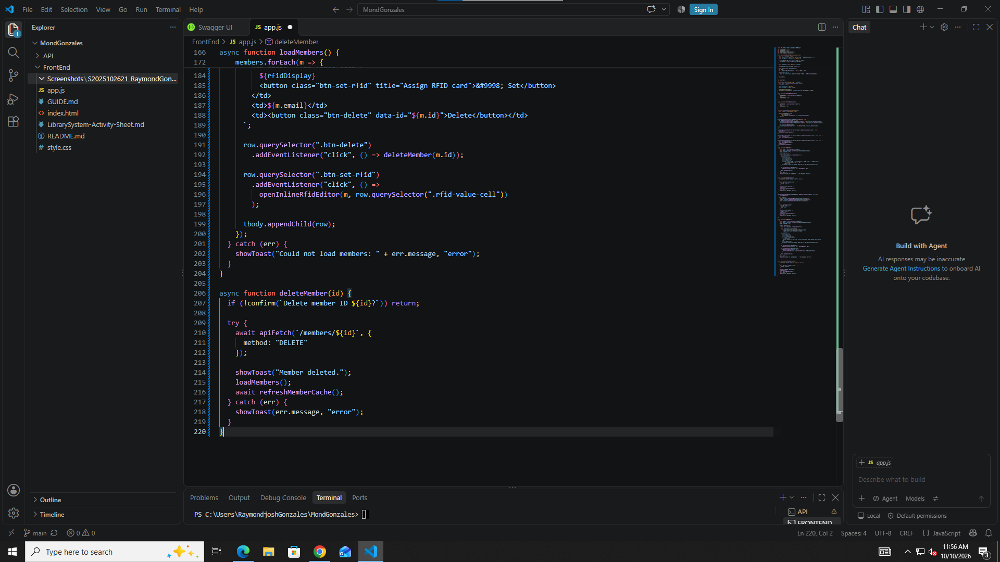 File Edit Selection View Go Run Terminal Help
MondGonzales
Sign In
Explorer
MondGonzales
API
FrontEnd
Screenshots\S2025102621_RaymondGon...
JS app.js
GUIDE.md
index.html
LibrarySystem-Activity-Sheet.md
README.md
# style.css
Outline
Timeline
Swagger UI
JS app.js
FrontEnd > JS app.js > deleteMember
166 async function loadMembers() {
172 members.forEach(m => {
184 ${rfidDisplay}
185 <button class="btn-set-rfid" title="Assign RFID card">&#9998; Set</button>
186 </td>
187 <td>${m.email}</td>
188 <td><button class="btn-delete" data-id="${m.id}">Delete</button></td>
189 `;
190
191 row.querySelector(".btn-delete")
192 .addEventListener("click", () => deleteMember(m.id));
193
194 row.querySelector(".btn-set-rfid")
195 .addEventListener("click", () =>
196 openInlineRfidEditor(m, row.querySelector(".rfid-value-cell"))
197 );
198
199 tbody.appendChild(row);
200 });
201 } catch (err) {
202 showToast("Could not load members: " + err.message, "error");
203 }
204 }
205
206 async function deleteMember(id) {
207 if (!confirm(`Delete member ID ${id}?`)) return;
208
209 try {
210 await apiFetch(`/members/${id}`, {
211 method: "DELETE"
212 });
213
214 showToast("Member deleted.");
215 loadMembers();
216 await refreshMemberCache();
217 } catch (err) {
218 showToast(err.message, "error");
219 }
220 }
Problems Output Debug Console Terminal Ports
PS C:\Users\RaymondjoshGonzales\MondGonzales>
API
FRONTEND
Chat
Build with Agent
AI responses may be inaccurate
Generate Agent Instructions to onboard AI
onto your codebase.
JS app.js
Describe what to build
Agent Models
Local Default permissions
main 0 0
Ln 220, Col 2 Spaces: 4 UTF-8 CRLF { } JavaScript
Type here to search
11:56 AM
10/10/2026
3